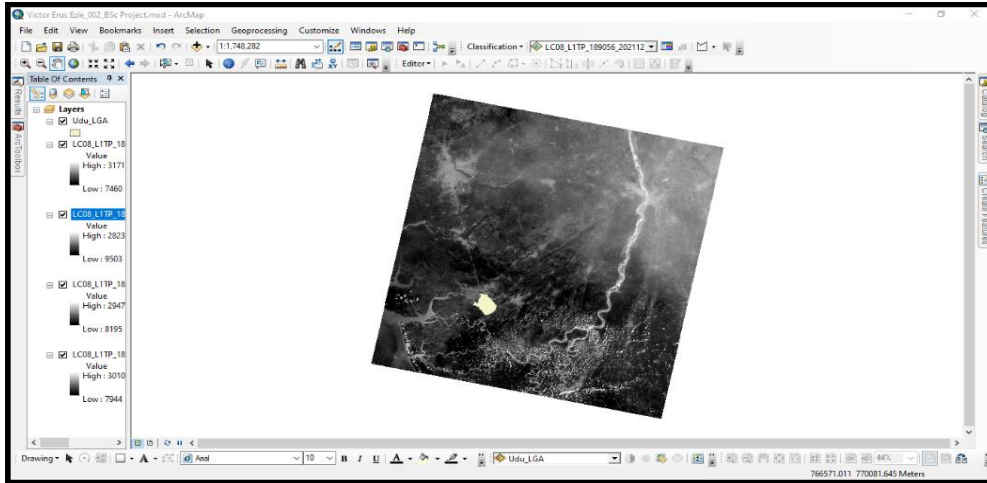 Victor Erus Ezie_002_BSc Project.mxd - ArcMap
File Edit View Bookmarks Insert Selection Geoprocessing Customize Windows Help
1:1,748,282
Classification
LC08_L1TP_189056_202112
Editor
Table Of Contents
Results
ArcToolbox
Layers
Udu_LGA
LC08_L1TP_18
Value
High : 3171
Low : 7460
LC08_L1TP_18
Value
High : 2823
Low : 9503
LC08_L1TP_18
Value
High : 2947
Low : 8195
LC08_L1TP_18
Value
High : 3010
Low : 7944
Catalog
Search
Create Features
Drawing
A
Arial
10
B I U A
Udu_LGA
44%
766571.011 770081.645 Meters